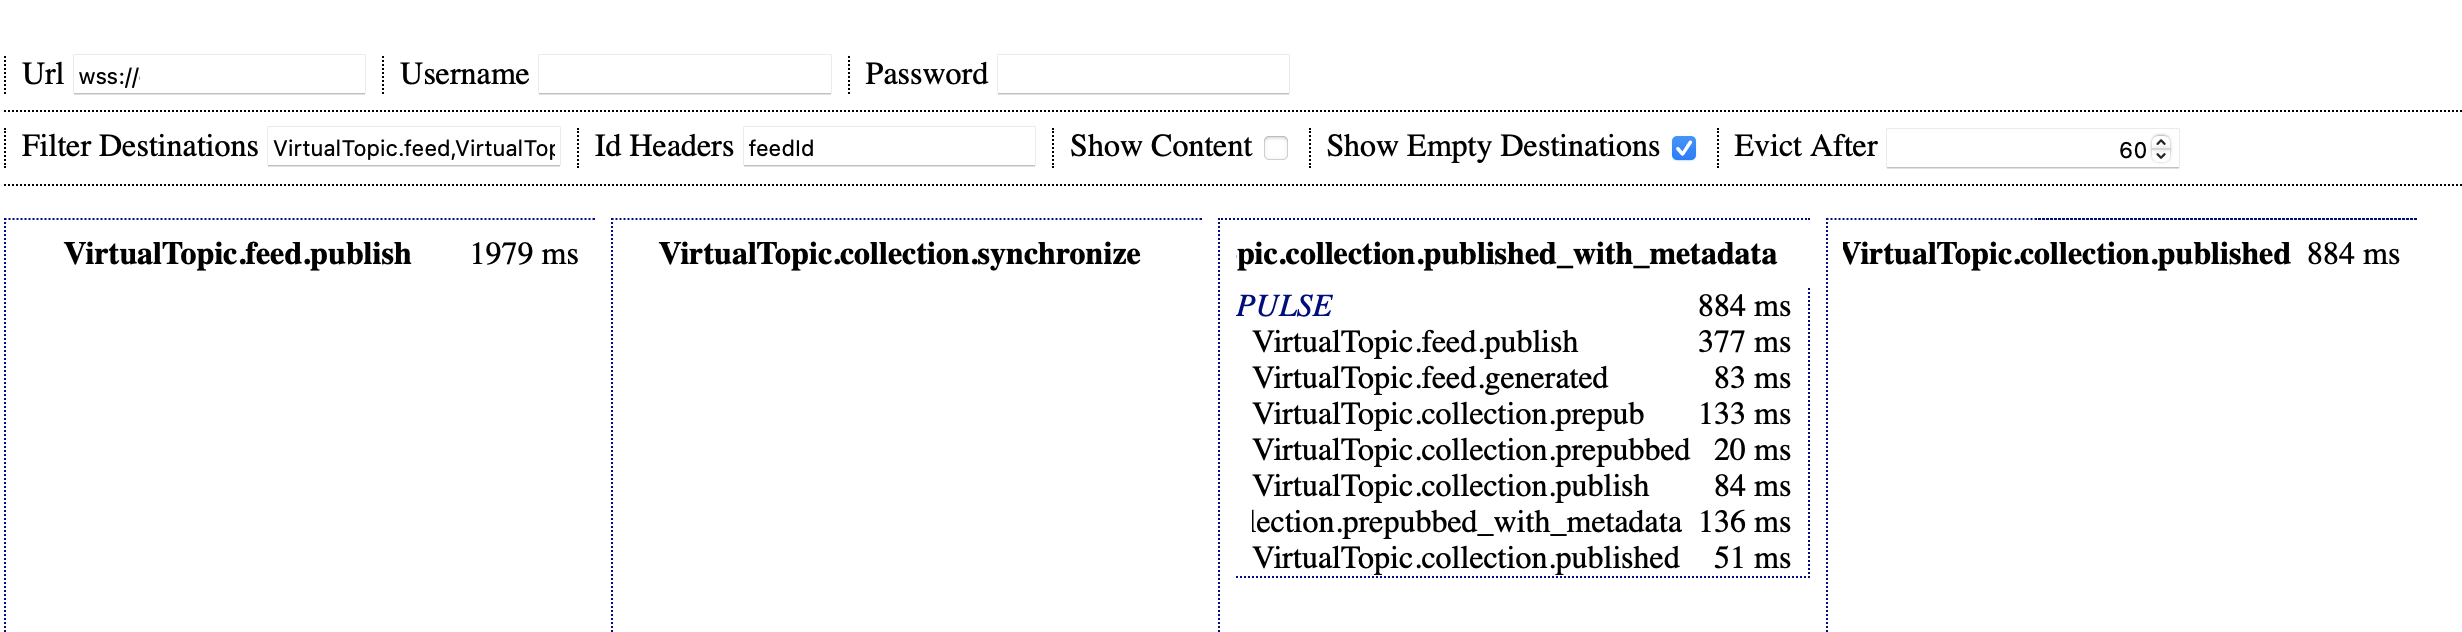 Url wss:// Username Password
Filter Destinations VirtualTopic.feed,VirtualTop Id Headers feedId Show Content Show Empty Destinations Evict After 60
VirtualTopic.feed.publish 1979 ms VirtualTopic.collection.synchronize pic.collection.published_with_metadata VirtualTopic.collection.published 884 ms
PULSE 884 ms
VirtualTopic.feed.publish 377 ms
VirtualTopic.feed.generated 83 ms
VirtualTopic.collection.prepub 133 ms
VirtualTopic.collection.prepubbed 20 ms
VirtualTopic.collection.publish 84 ms
lection.prepubbed_with_metadata 136 ms
VirtualTopic.collection.published 51 ms